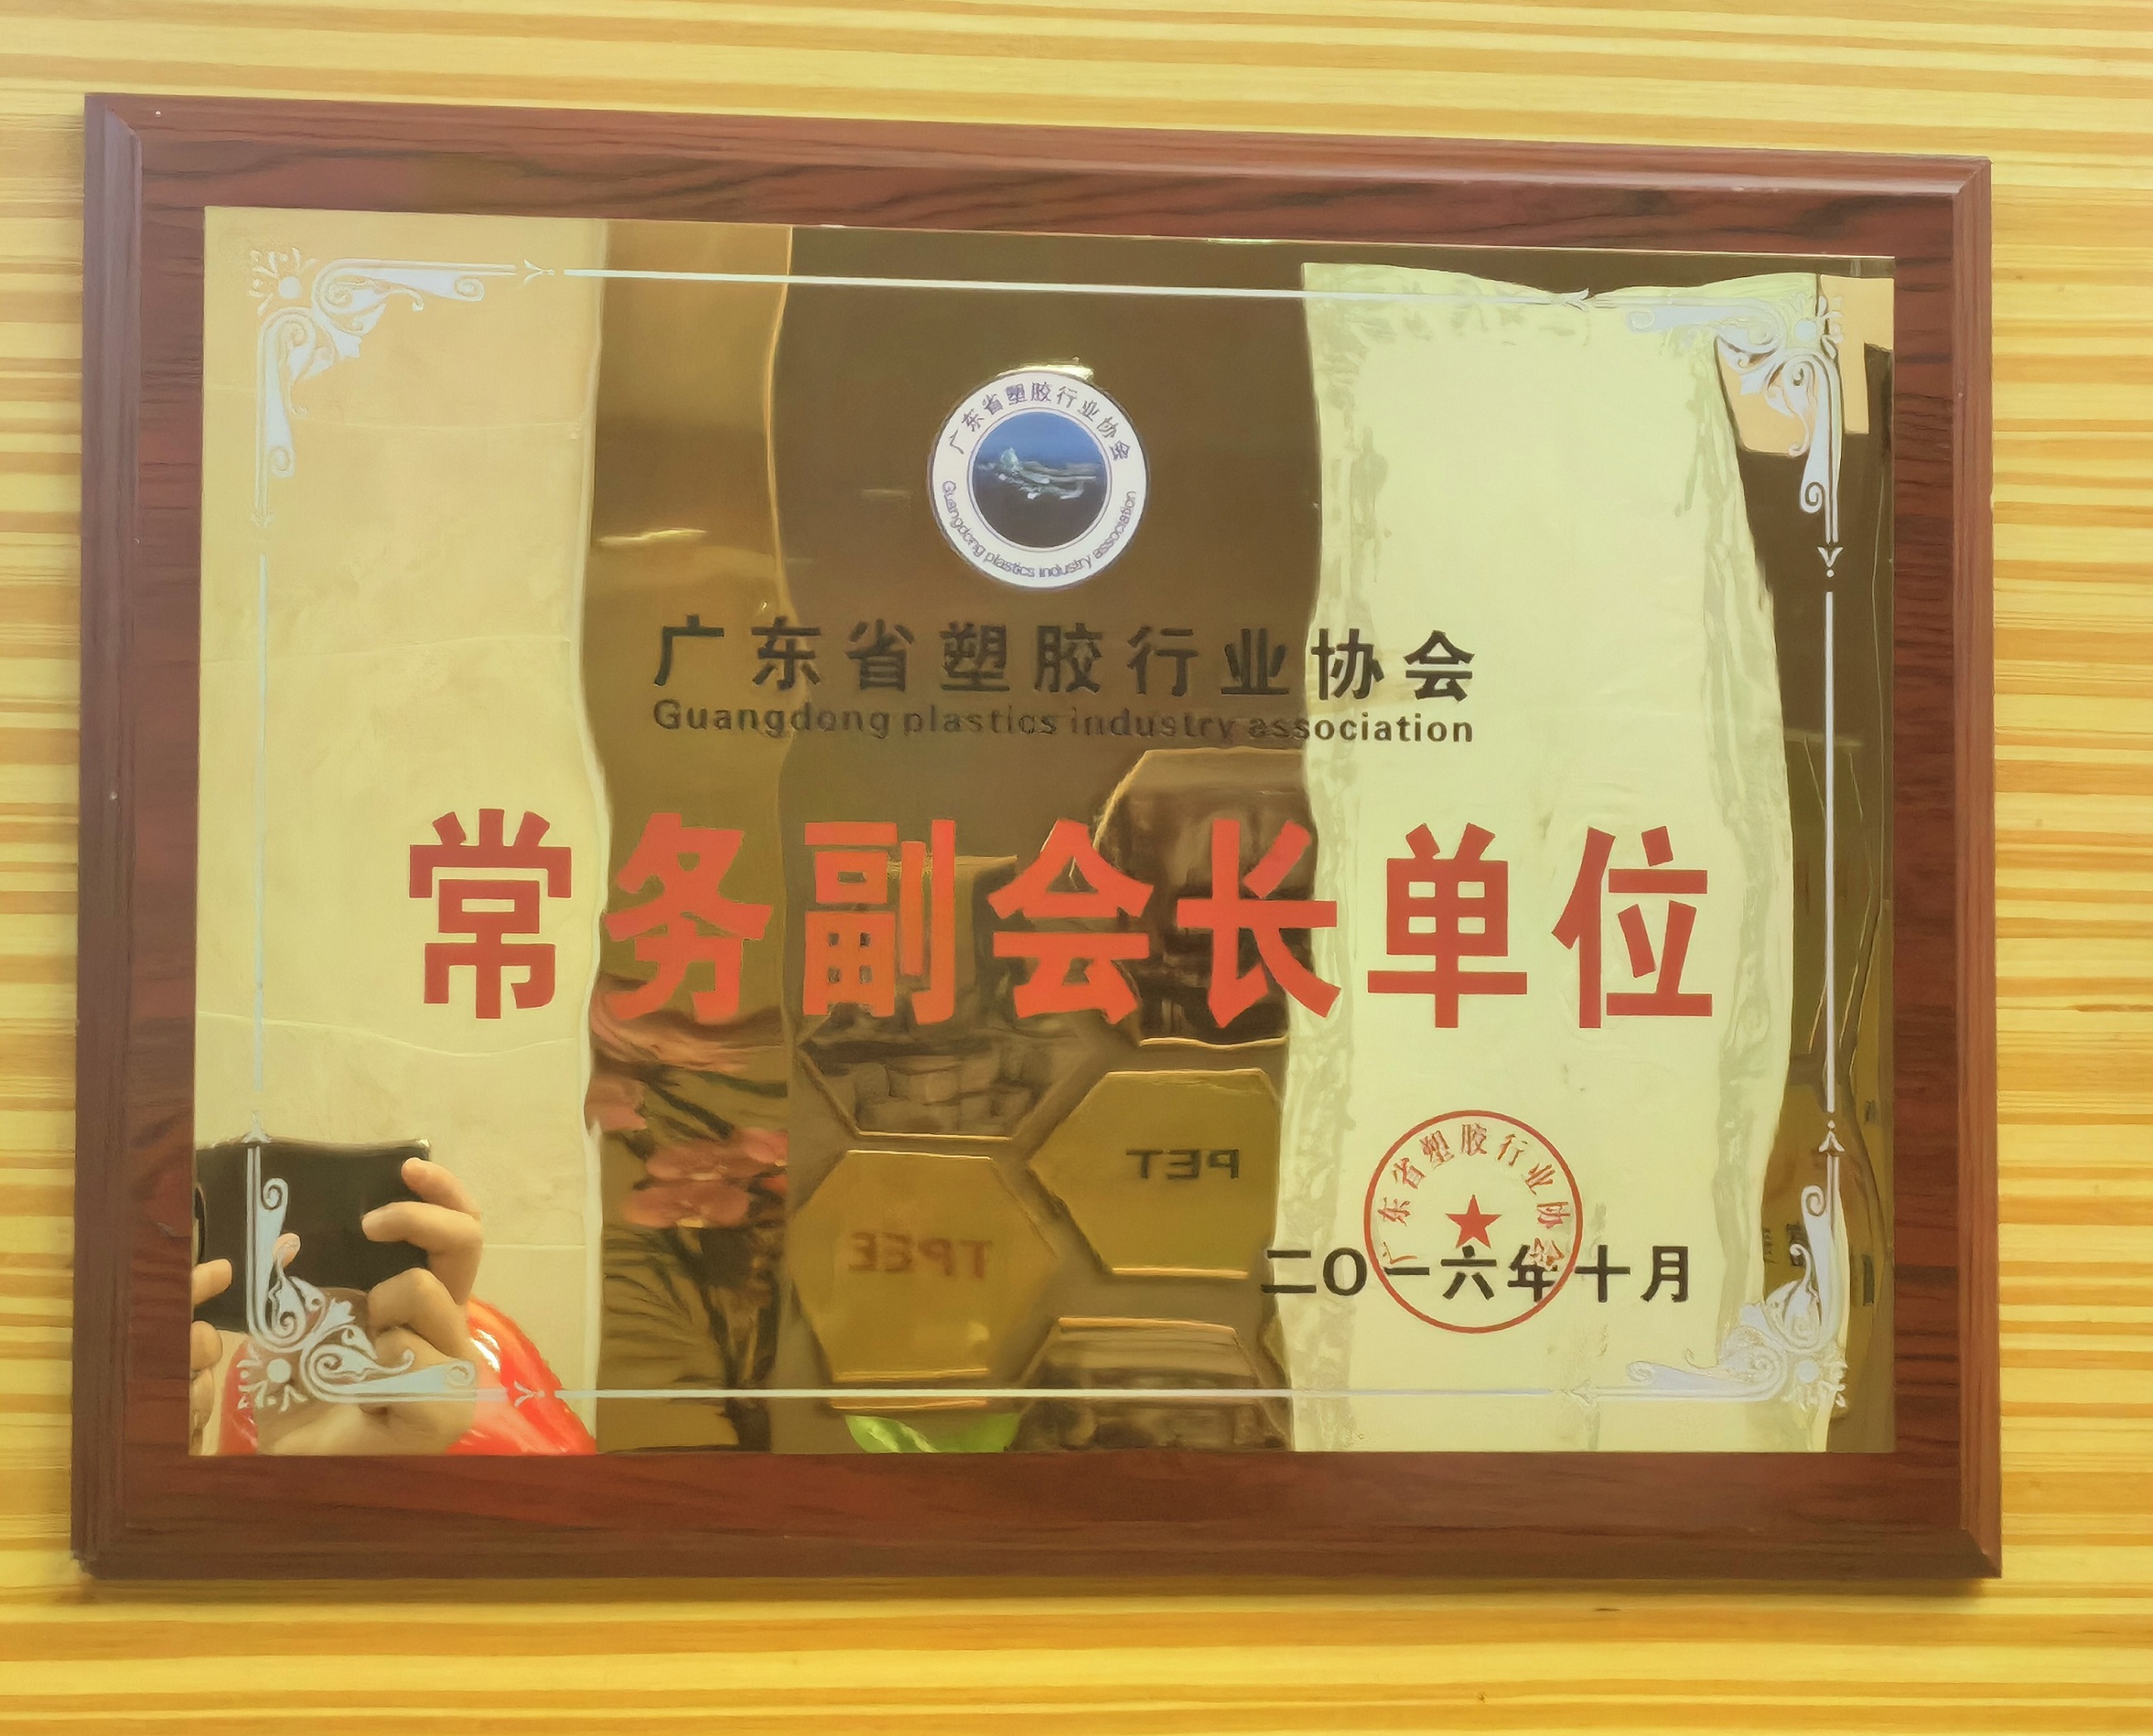 广东省塑胶行业协会
Guangdong plastics industry association
广东省塑胶行业协会
Guangdong plastics industry association
常务副会长单位
PET
TPEE
广东省塑胶行业协会
二〇一六年十月